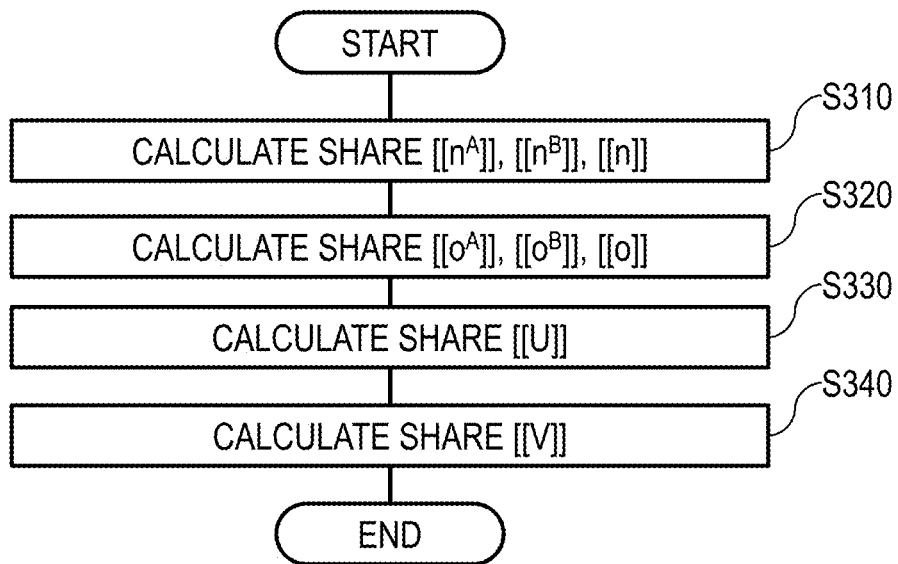 START
S310
CALCULATE SHARE [[n^A]], [[n^B]], [[n]]
S320
CALCULATE SHARE [[o^A]], [[o^B]], [[o]]
S330
CALCULATE SHARE [[U]]
S340
CALCULATE SHARE [[V]]
END